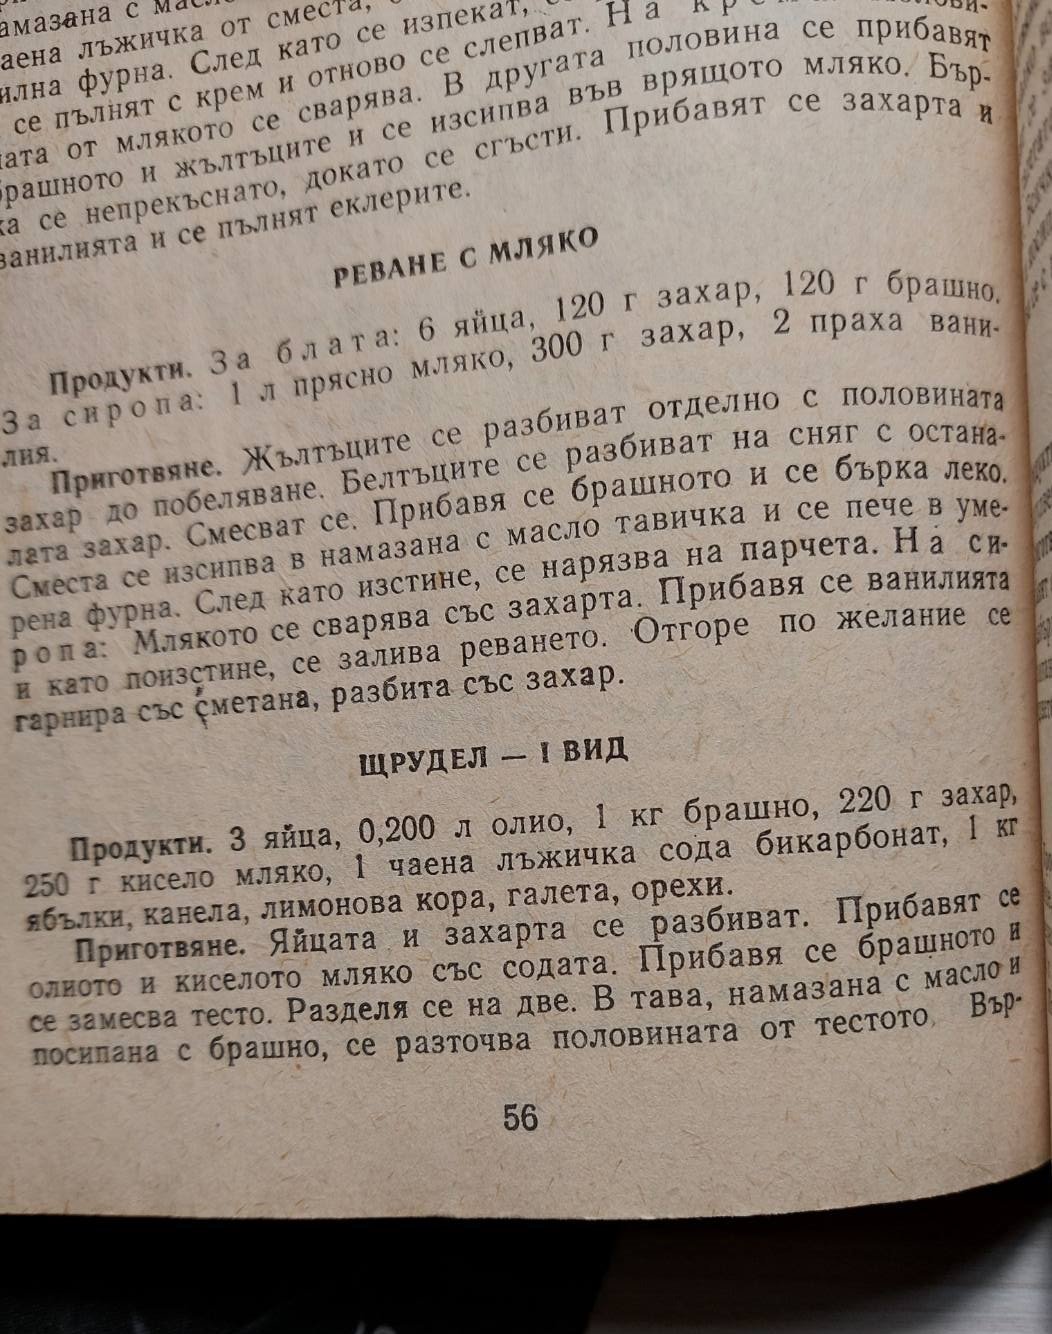 амазана с
лъжичка от сместа,
илна фурна. След като се изпекат,
се пълнят с крем и отново се слепват. На
ната от млякото се сварява. В другата половина се прибавят
брашното и жълтъците и се изсипва във врящото мляко. Бър-
ка се непрекъснато, докато се сгъсти. Прибавят се захарта и
ванилията и се пълнят еклерите.
РЕВАНЕ С МЛЯКО
Продукти. За блата: 6 яйца, 120 г захар, 120 г брашно.
За сиропа: 1 л прясно мляко, 300 г захар, 2 праха вани-
лия.
Приготвяне. Жълтъците се разбиват отделно с половината
захар до побеляване. Белтъците се разбиват на сняг с остана-
лата захар. Смесват се. Прибавя се брашното и се бърка леко.
Сместа се изсипва в намазана с масло тавичка и се пече в уме-
рена фурна. След като изстине, се нарязва на парчета. На си-
ропа: Млякото се сварява със захарта. Прибавя се ванилията
и като поизстине, се залива реването. Отгоре по желание се
гарнира със сметана, разбита със захар.
ЩРУДЕЛ — I ВИД
Продукти. 3 яйца, 0,200 л олио, 1 кг брашно, 220 г захар,
250 г кисело мляко, 1 чаена лъжичка сода бикарбонат, 1 кг
ябълки, канела, лимонова кора, галета, орехи.
Приготвяне. Яйцата и захарта се разбиват. Прибавят се
олиото и киселото мляко със содата. Прибавя се брашното и
се замесва тесто. Разделя се на две. В тава, намазана с масло и
посипана с брашно, се разточва половината от тестото. Вър-
56